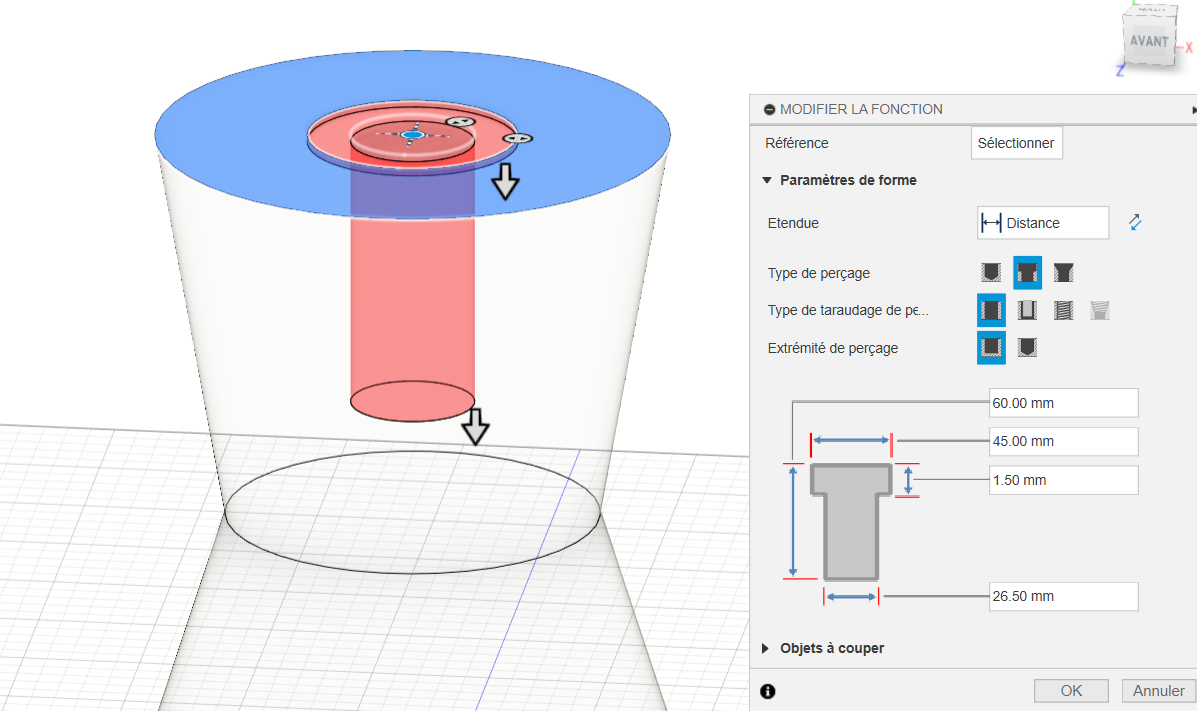 HAUT
AVANT
X
Z
MODIFIER LA FONCTION
Référence
Sélectionner
Paramètres de forme
Etendue
Distance
Type de perçage
Type de taraudage de pe...
Extrémité de perçage
60.00 mm
45.00 mm
1.50 mm
26.50 mm
Objets à couper
OK
Annuler